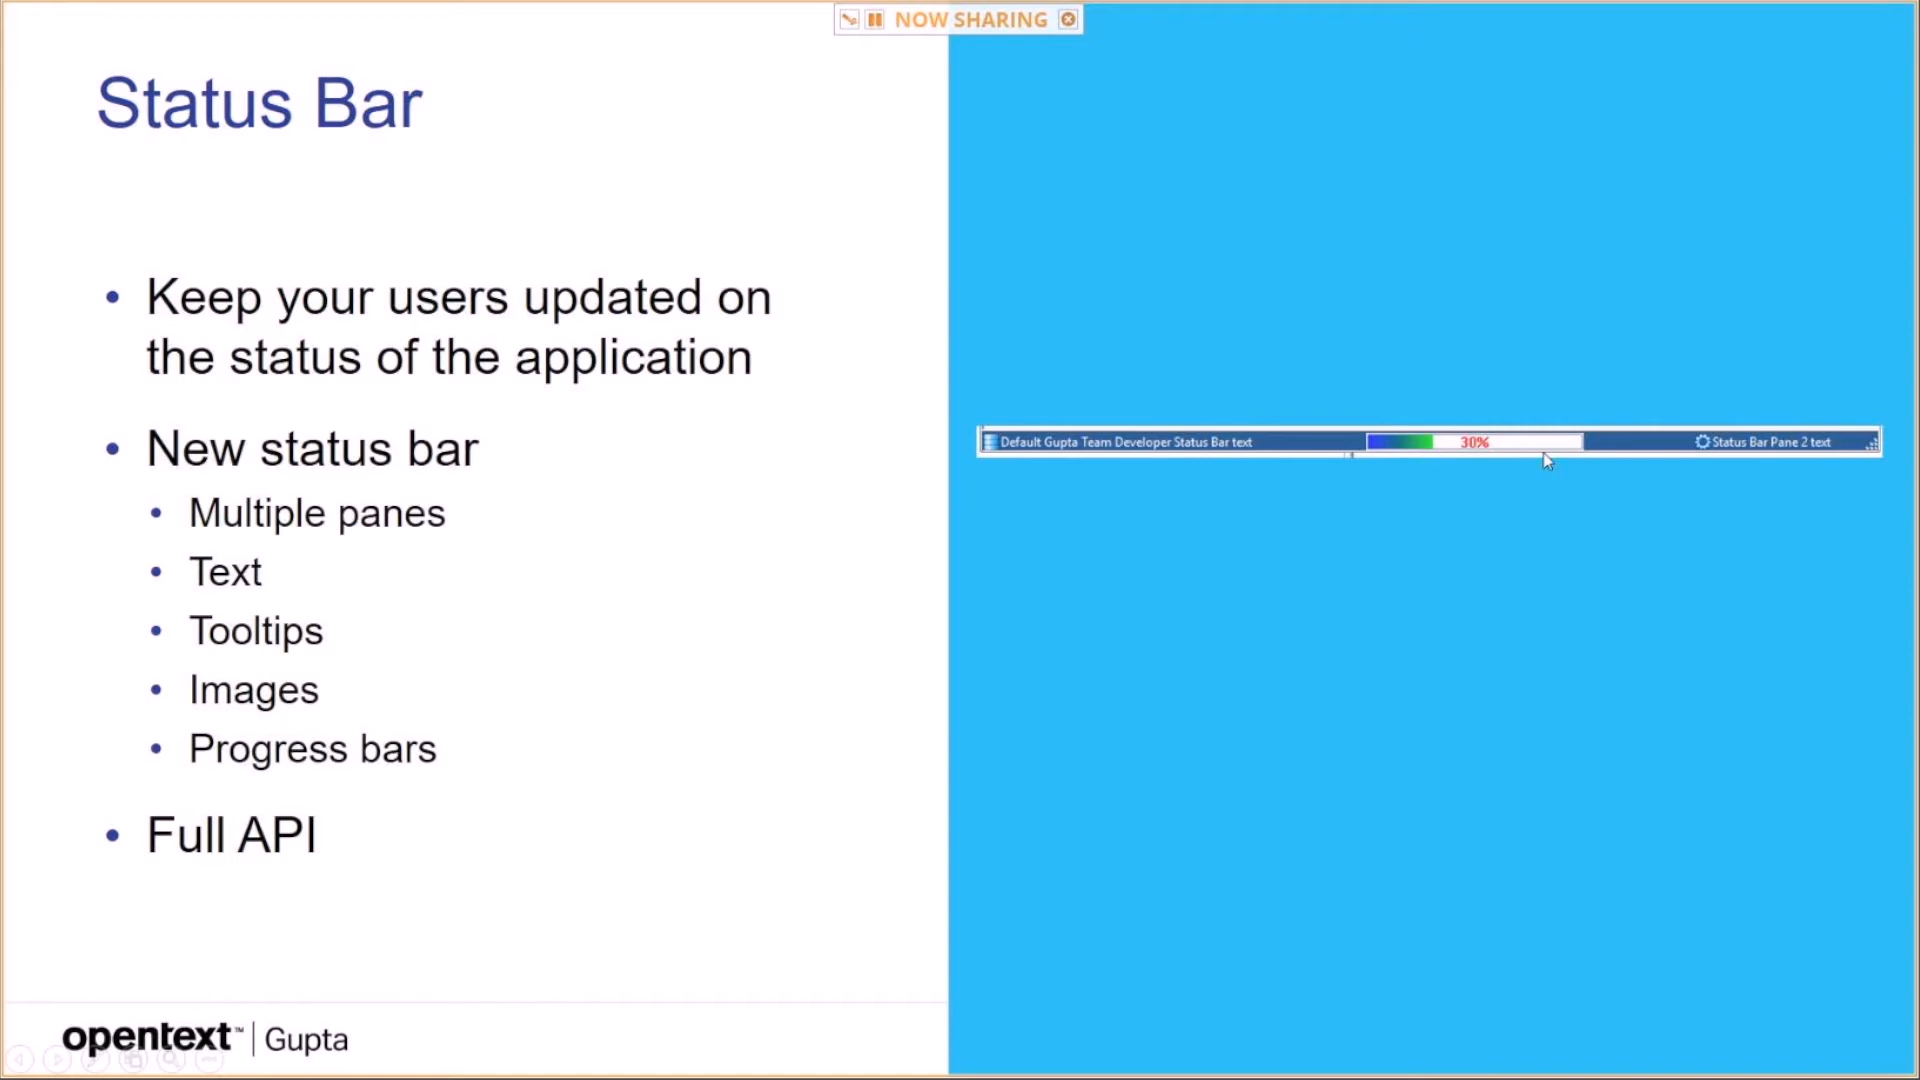 NOW SHARING
Status Bar
• Keep your users updated on
the status of the application
• New status bar
• Multiple panes
• Text
• Tooltips
• Images
• Progress bars
• Full API
Default Gupta Team Developer Status Bar text
30%
Status Bar Pane 2 text
opentext™ | Gupta